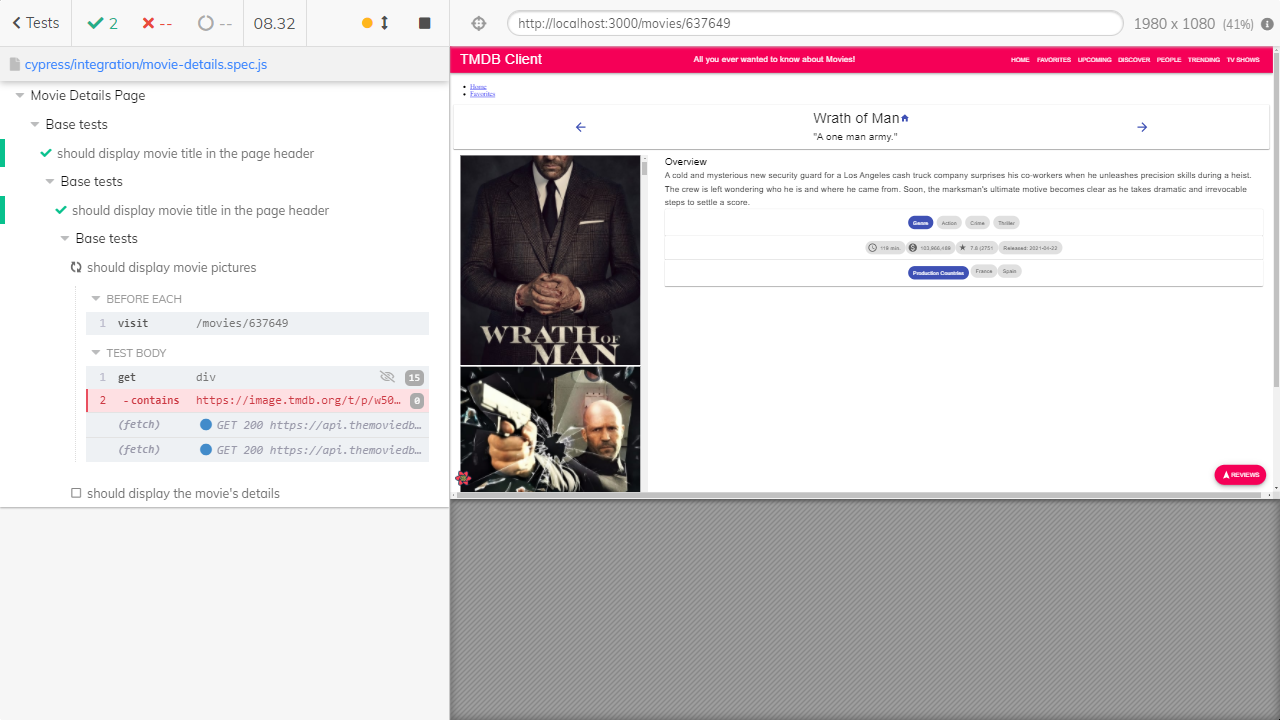 Tests
2
--
--
08.32
http://localhost:3000/movies/637649
1980 x 1080 (41%)
cypress/integration/movie-details.spec.js
Movie Details Page
Base tests
should display movie title in the page header
Base tests
should display movie title in the page header
Base tests
should display movie pictures
BEFORE EACH
1 visit /movies/637649
TEST BODY
1 get div 15
2 -contains https://image.tmdb.org/t/p/w50… 0
(fetch) GET 200 https://api.themoviedb…
(fetch) GET 200 https://api.themoviedb…
should display the movie's details
TMDB Client
All you ever wanted to know about Movies!
HOME FAVORITES UPCOMING DISCOVER PEOPLE TRENDING TV SHOWS
Home
Favorites
Wrath of Man
"A one man army."
WRATH OF MAN
Overview
A cold and mysterious new security guard for a Los Angeles cash truck company surprises his co-workers when he unleashes precision skills during a heist.
The crew is left wondering who he is and where he came from. Soon, the marksman's ultimate motive becomes clear as he takes dramatic and irrevocable
steps to settle a score.
Genre Action Crime Thriller
119 min. 103,966,489 7.6 (2731 Released: 2021-04-22
Production Countries France Spain
REVIEWS